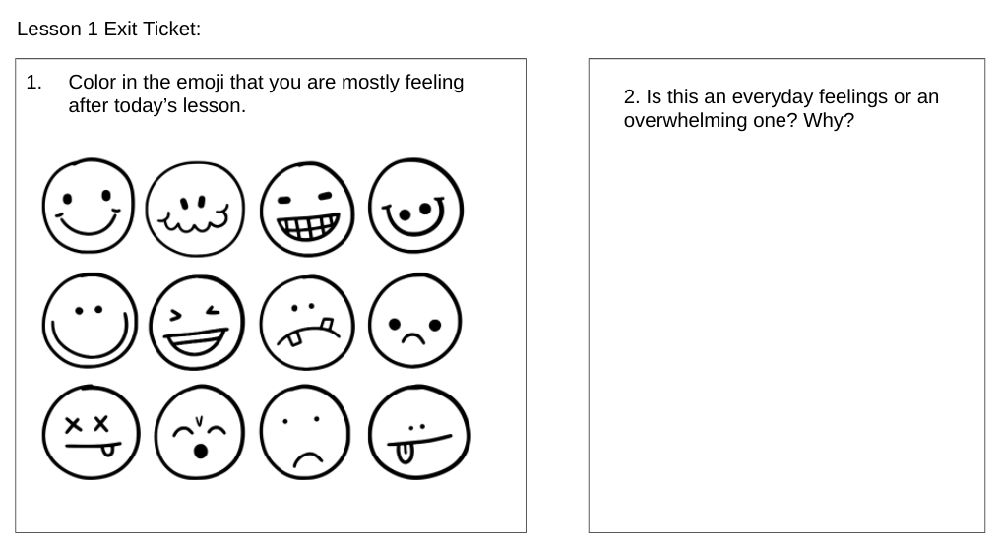 Lesson 1 Exit Ticket:
1. Color in the emoji that you are mostly feeling
after today’s lesson.
2. Is this an everyday feelings or an
overwhelming one? Why?